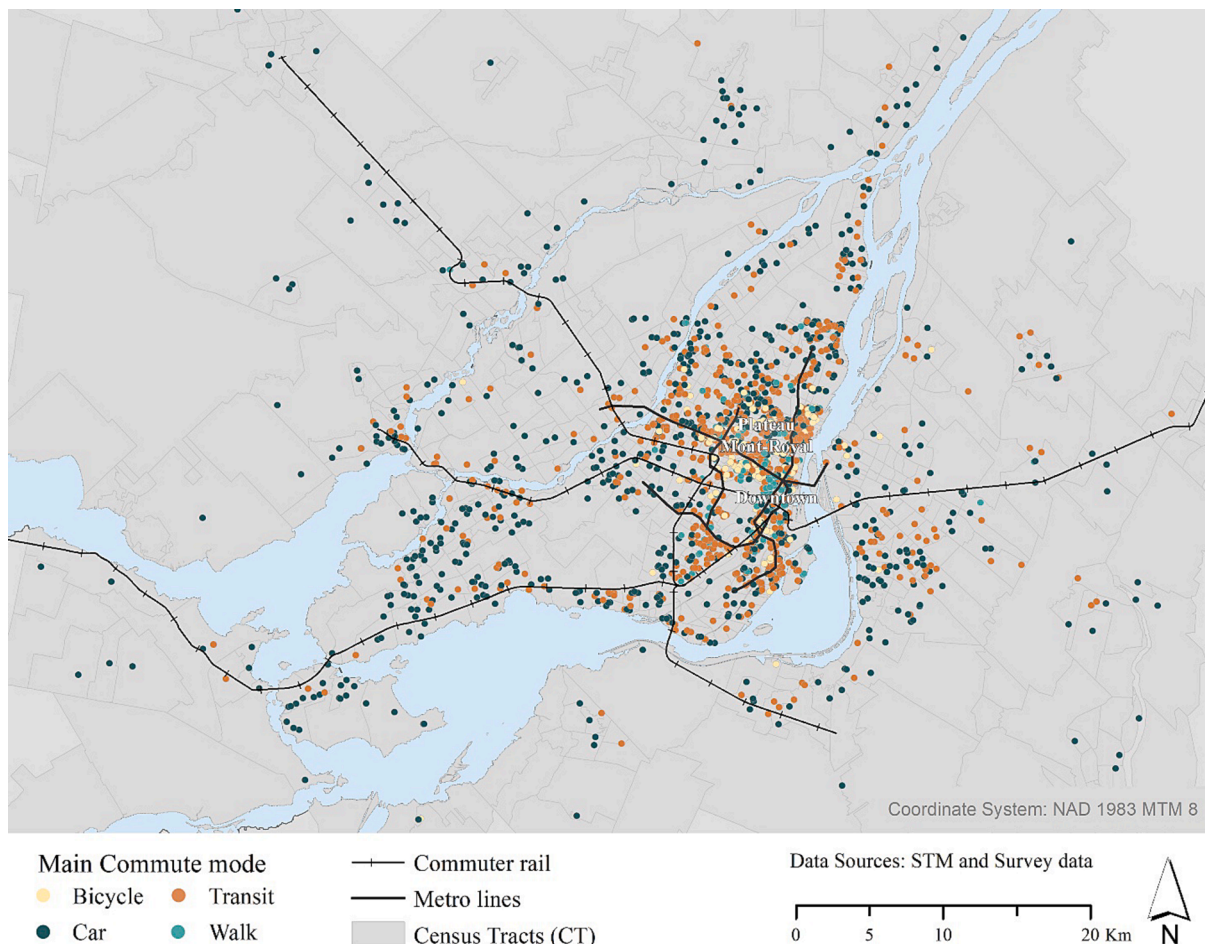 Plateau
Mont-Royal
Downtown
Coordinate System: NAD 1983 MTM 8
Main Commute mode
Bicycle
Transit
Car
Walk
Commuter rail
Metro lines
Census Tracts (CT)
Data Sources: STM and Survey data
0 5 10 20 Km
N